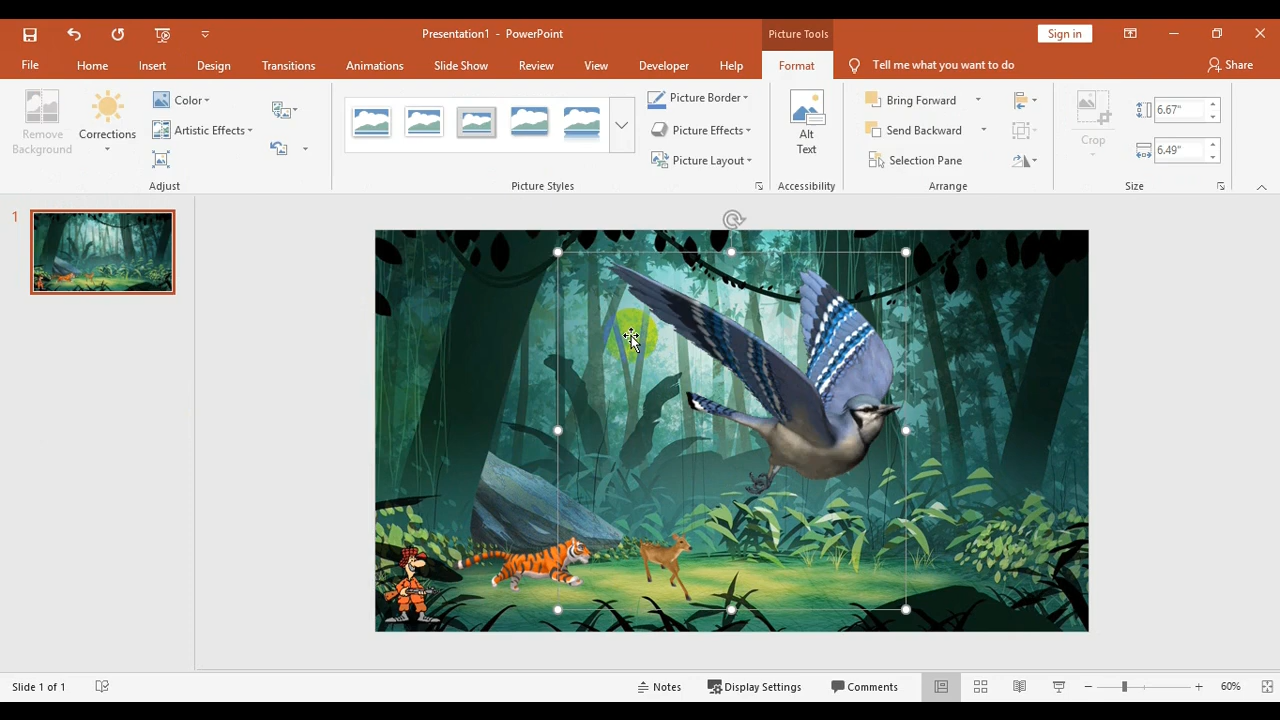 Presentation1 - PowerPoint
Picture Tools
Sign in
File Home Insert Design Transitions Animations Slide Show Review View Developer Help Format Tell me what you want to do Share
Remove Background
Corrections
Color
Artistic Effects
Adjust
Picture Styles
Picture Border
Picture Effects
Picture Layout
Alt Text
Accessibility
Bring Forward
Send Backward
Selection Pane
Arrange
Crop
6.67"
6.49"
Size
1
Slide 1 of 1
Notes
Display Settings
Comments
60%